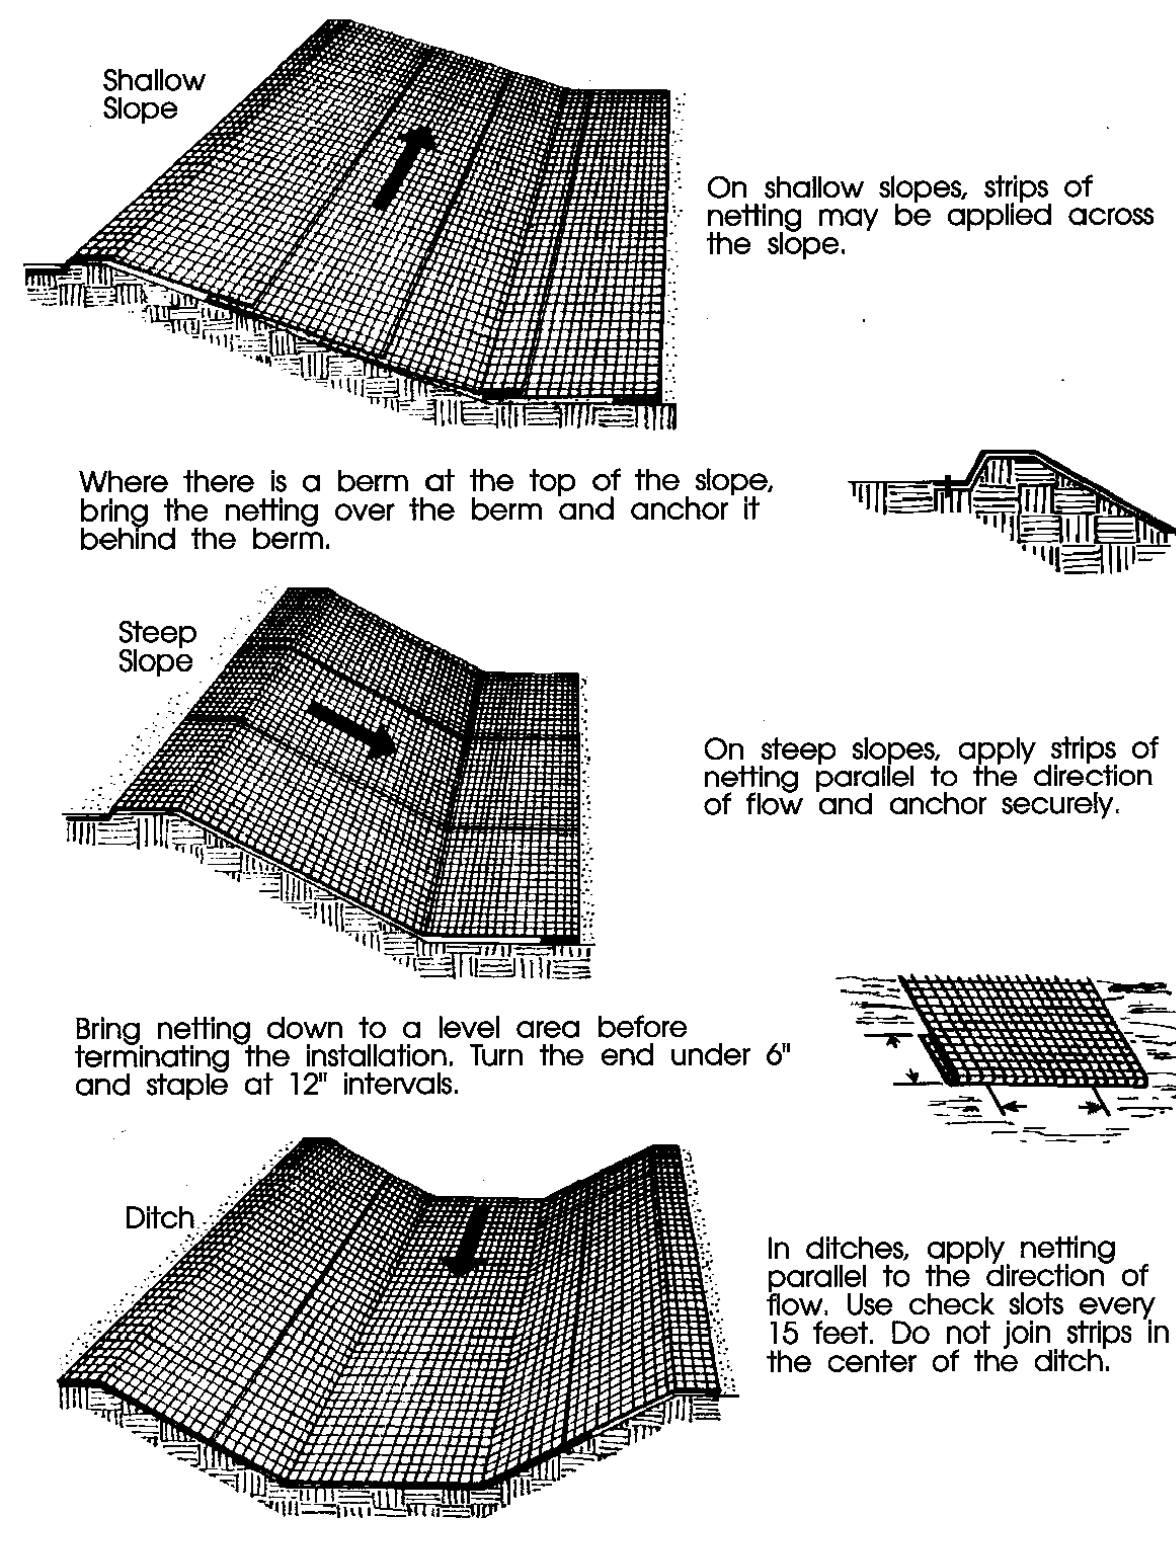 Shallow
Slope
On shallow slopes, strips of
netting may be applied across
the slope.
Where there is a berm at the top of the slope,
bring the netting over the berm and anchor it
behind the berm.
Steep
Slope
On steep slopes, apply strips of
netting parallel to the direction
of flow and anchor securely.
Bring netting down to a level area before
terminating the installation. Turn the end under 6"
and staple at 12" intervals.
Ditch
In ditches, apply netting
parallel to the direction of
flow. Use check slots every
15 feet. Do not join strips in
the center of the ditch.